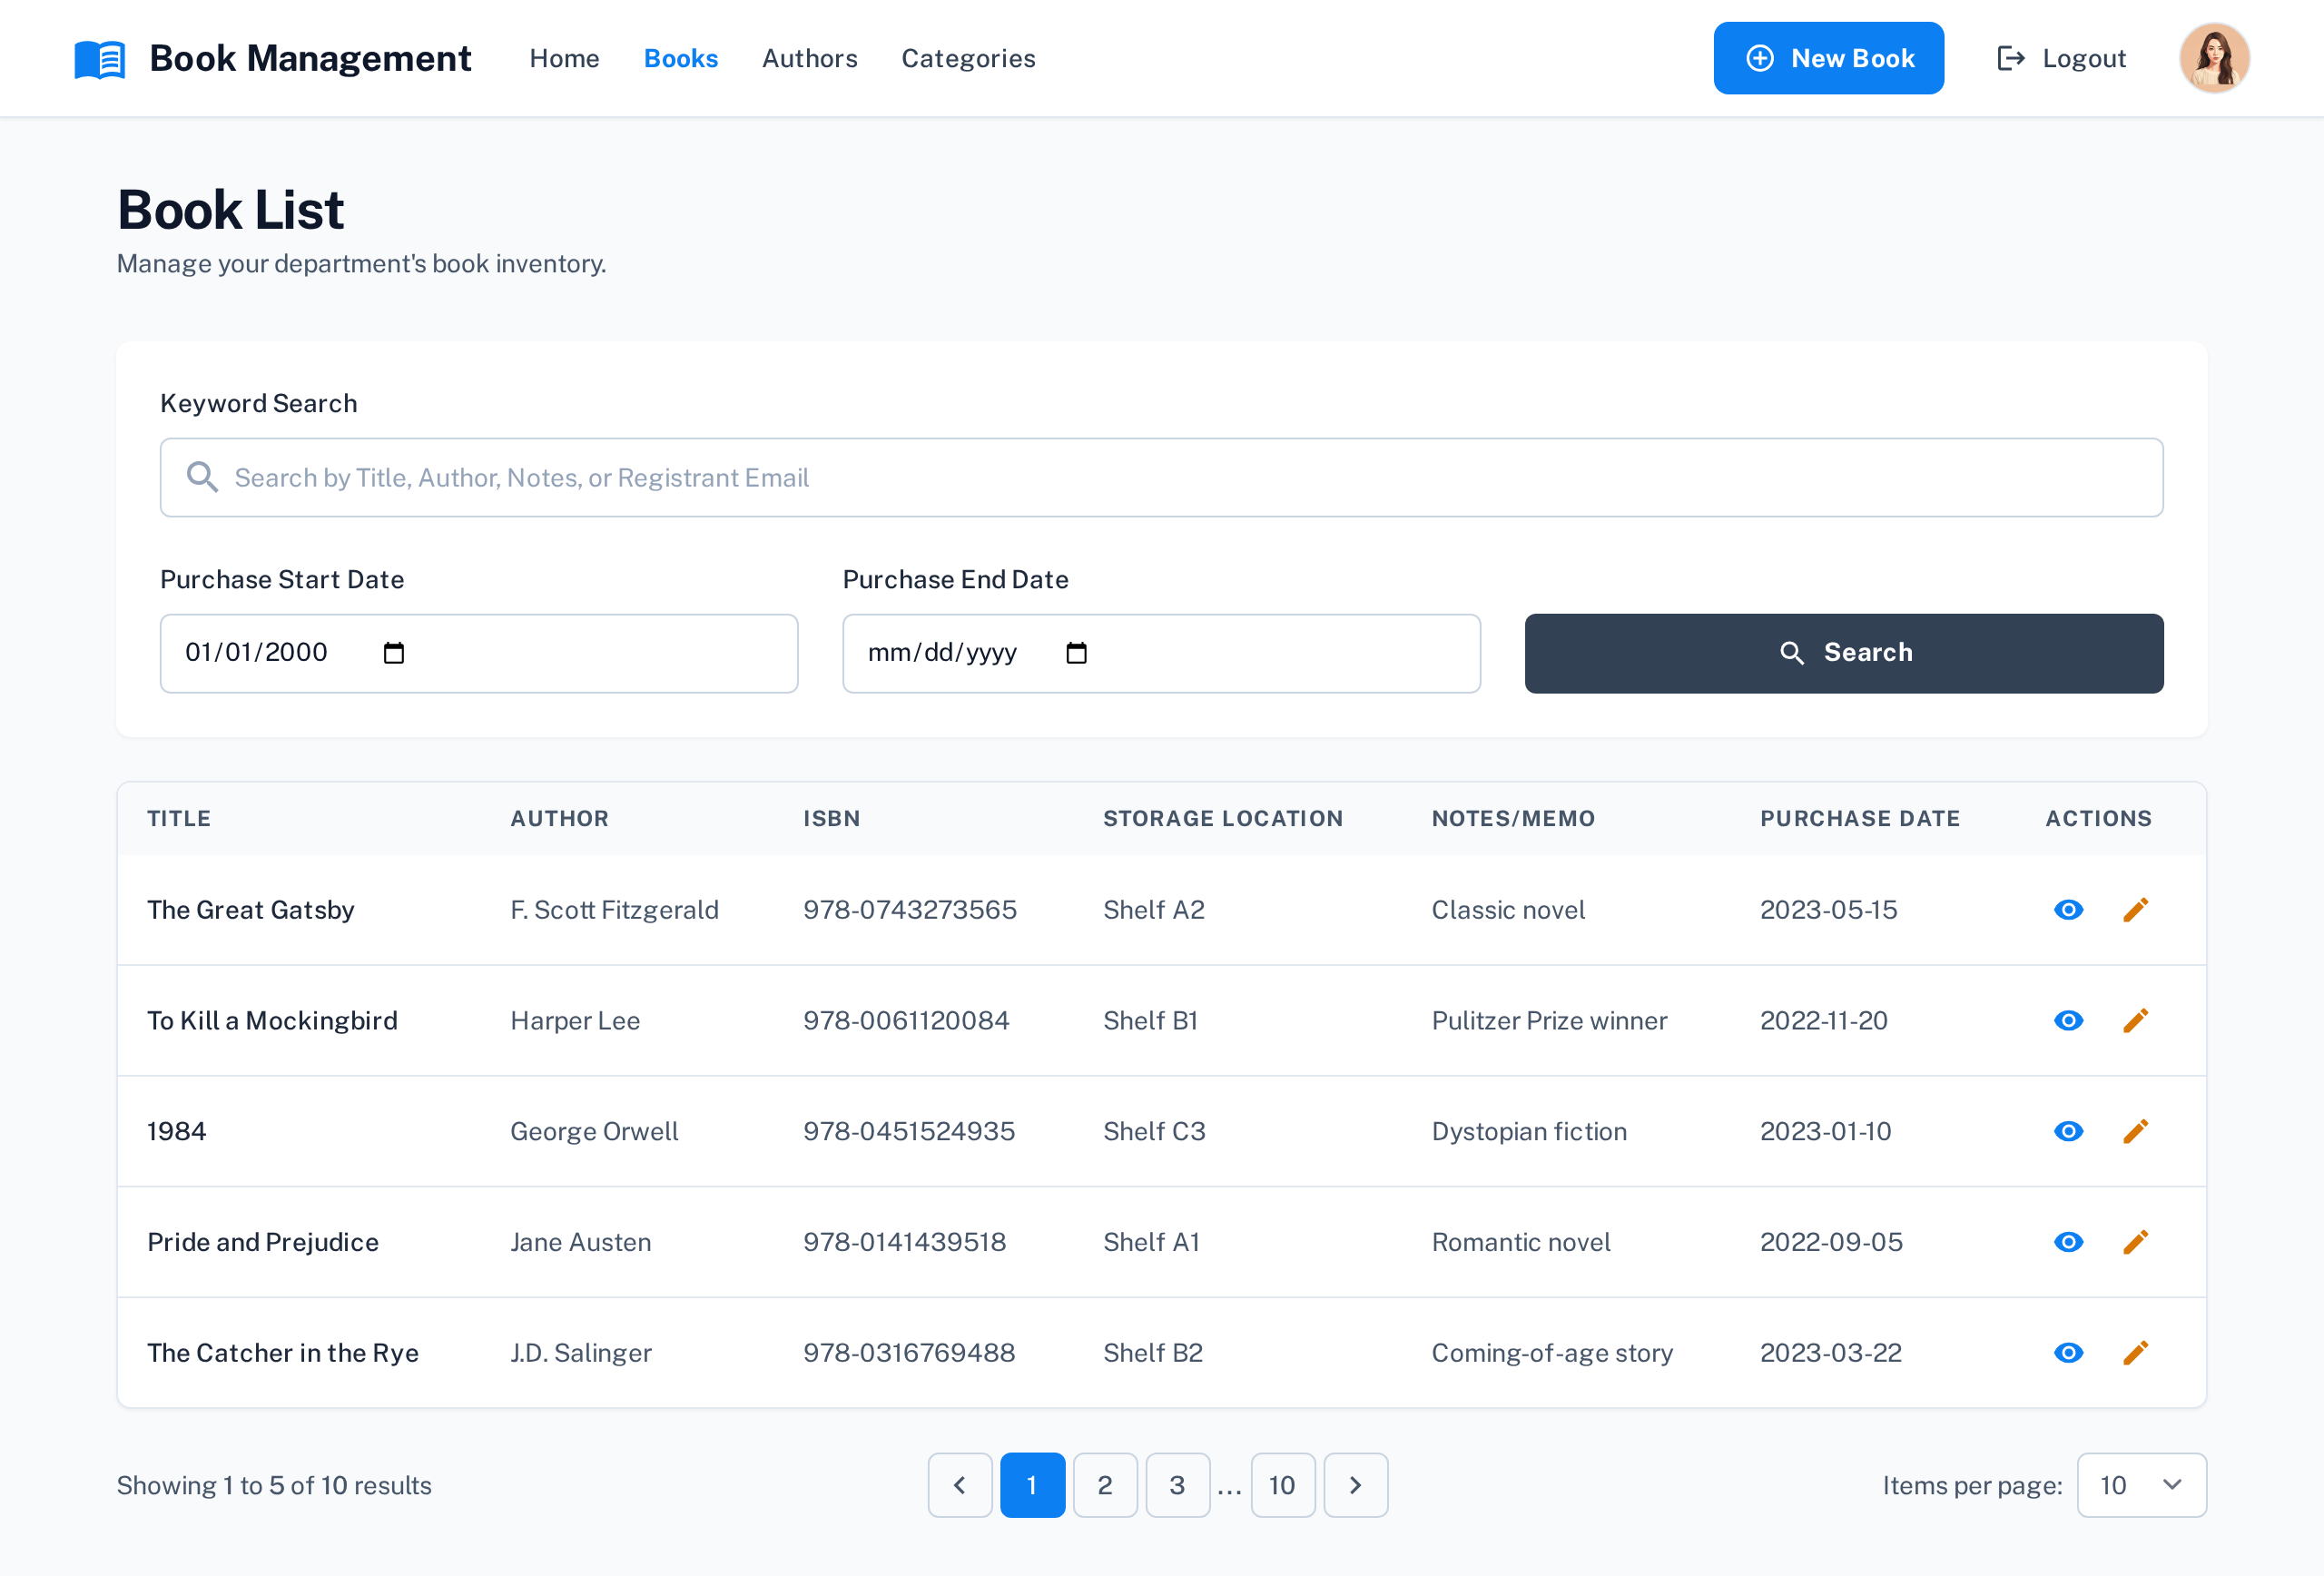 Book Management Home Books Authors Categories New Book Logout
Book List
Manage your department's book inventory.
Keyword Search
Search by Title, Author, Notes, or Registrant Email
Purchase Start Date Purchase End Date
01/01/2000 mm/dd/yyyy Search
TITLE AUTHOR ISBN STORAGE LOCATION NOTES/MEMO PURCHASE DATE ACTIONS
The Great Gatsby F. Scott Fitzgerald 978-0743273565 Shelf A2 Classic novel 2023-05-15
To Kill a Mockingbird Harper Lee 978-0061120084 Shelf B1 Pulitzer Prize winner 2022-11-20
1984 George Orwell 978-0451524935 Shelf C3 Dystopian fiction 2023-01-10
Pride and Prejudice Jane Austen 978-0141439518 Shelf A1 Romantic novel 2022-09-05
The Catcher in the Rye J.D. Salinger 978-0316769488 Shelf B2 Coming-of-age story 2023-03-22
Showing 1 to 5 of 10 results 1 2 3 ... 10 Items per page: 10